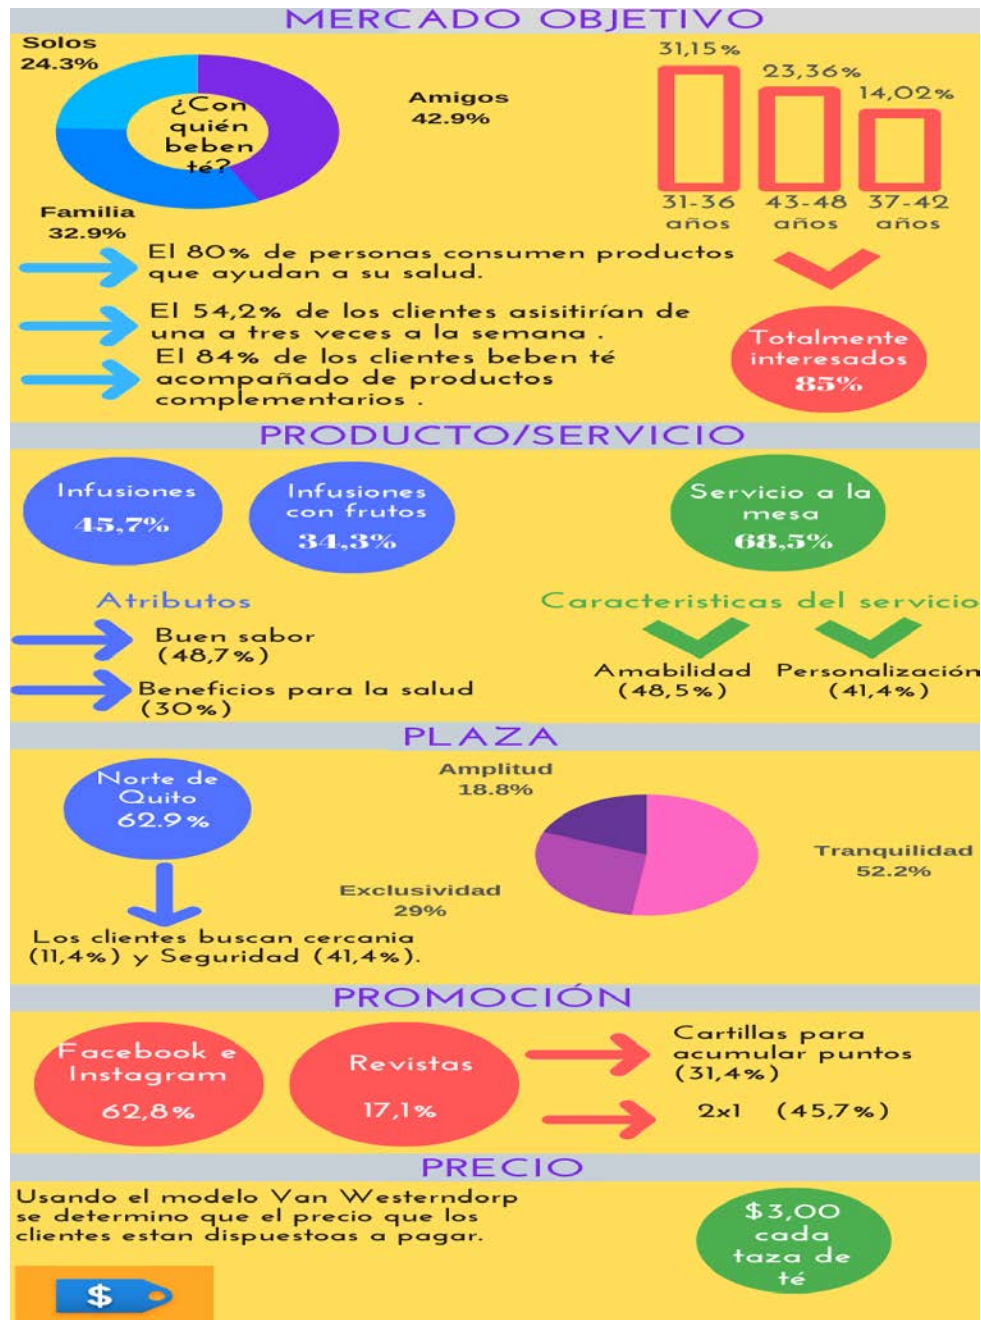 MERCADO OBJETIVO
Solos
24.3%
¿Con
quién
beben
té?
Amigos
42.9%
Familia
32.9%
31,15%
23,36%
14,02%
31-36
años
43-48
años
37-42
años
El 80% de personas consumen productos
que ayudan a su salud.
El 54,2% de los clientes asisitirían de
una a tres veces a la semana .
El 84% de los clientes beben té
acompañado de productos
complementarios .
Totalmente
interesados
85%
PRODUCTO/SERVICIO
Infusiones
45,7%
Infusiones
con frutos
34,3%
Servicio a la
mesa
68,5%
Atributos
Buen sabor
(48,7%)
Beneficios para la salud
(30%)
Caracteristicas del servicio
Amabilidad
(48,5%)
Personalización
(41,4%)
PLAZA
Norte de
Quito
62.9%
Amplitud
18.8%
Tranquilidad
52.2%
Exclusividad
29%
Los clientes buscan cercania
(11,4%) y Seguridad (41,4%).
PROMOCIÓN
Facebook e
Instagram
62,8%
Revistas
17,1%
Cartillas para
acumular puntos
(31,4%)
2x1 (45,7%)
PRECIO
Usando el modelo Van Westerndorp
se determino que el precio que los
clientes estan dispuestoas a pagar.
$3,00
cada
taza de
té
$